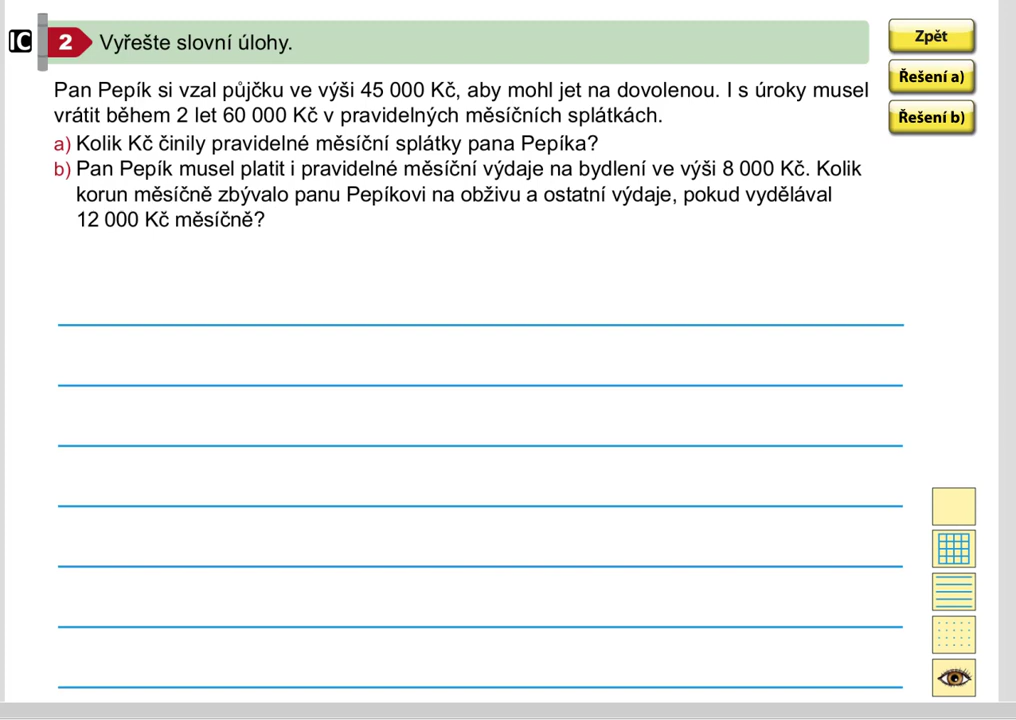 IC
2 Vyřešte slovní úlohy.
Zpět
Řešení a)
Řešení b)
Pan Pepík si vzal půjčku ve výši 45 000 Kč, aby mohl jet na dovolenou. I s úroky musel
vrátit během 2 let 60 000 Kč v pravidelných měsíčních splátkách.
a) Kolik Kč činily pravidelné měsíční splátky pana Pepíka?
b) Pan Pepík musel platit i pravidelné měsíční výdaje na bydlení ve výši 8 000 Kč. Kolik
korun měsíčně zbývalo panu Pepíkovi na obživu a ostatní výdaje, pokud vydělával
12 000 Kč měsíčně?